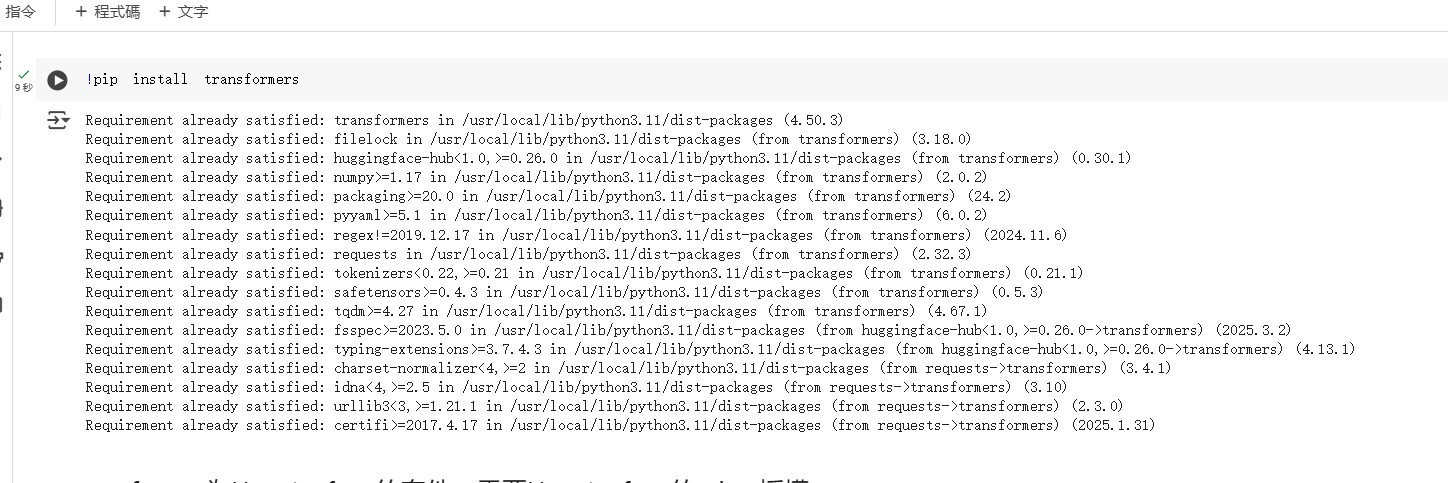 指令 + 程式碼 + 文字
!pip install transformers
9 秒
Requirement already satisfied: transformers in /usr/local/lib/python3.11/dist-packages (4.50.3)
Requirement already satisfied: filelock in /usr/local/lib/python3.11/dist-packages (from transformers) (3.18.0)
Requirement already satisfied: huggingface-hub<1.0,>=0.26.0 in /usr/local/lib/python3.11/dist-packages (from transformers) (0.30.1)
Requirement already satisfied: numpy>=1.17 in /usr/local/lib/python3.11/dist-packages (from transformers) (2.0.2)
Requirement already satisfied: packaging>=20.0 in /usr/local/lib/python3.11/dist-packages (from transformers) (24.2)
Requirement already satisfied: pyyaml>=5.1 in /usr/local/lib/python3.11/dist-packages (from transformers) (6.0.2)
Requirement already satisfied: regex!=2019.12.17 in /usr/local/lib/python3.11/dist-packages (from transformers) (2024.11.6)
Requirement already satisfied: requests in /usr/local/lib/python3.11/dist-packages (from transformers) (2.32.3)
Requirement already satisfied: tokenizers<0.22,>=0.21 in /usr/local/lib/python3.11/dist-packages (from transformers) (0.21.1)
Requirement already satisfied: safetensors>=0.4.3 in /usr/local/lib/python3.11/dist-packages (from transformers) (0.5.3)
Requirement already satisfied: tqdm>=4.27 in /usr/local/lib/python3.11/dist-packages (from transformers) (4.67.1)
Requirement already satisfied: fsspec>=2023.5.0 in /usr/local/lib/python3.11/dist-packages (from huggingface-hub<1.0,>=0.26.0->transformers) (2025.3.2)
Requirement already satisfied: typing-extensions>=3.7.4.3 in /usr/local/lib/python3.11/dist-packages (from huggingface-hub<1.0,>=0.26.0->transformers) (4.13.1)
Requirement already satisfied: charset-normalizer<4,>=2 in /usr/local/lib/python3.11/dist-packages (from requests->transformers) (3.4.1)
Requirement already satisfied: idna<4,>=2.5 in /usr/local/lib/python3.11/dist-packages (from requests->transformers) (3.10)
Requirement already satisfied: urllib3<3,>=1.21.1 in /usr/local/lib/python3.11/dist-packages (from requests->transformers) (2.3.0)
Requirement already satisfied: certifi>=2017.4.17 in /usr/local/lib/python3.11/dist-packages (from requests->transformers) (2025.1.31)